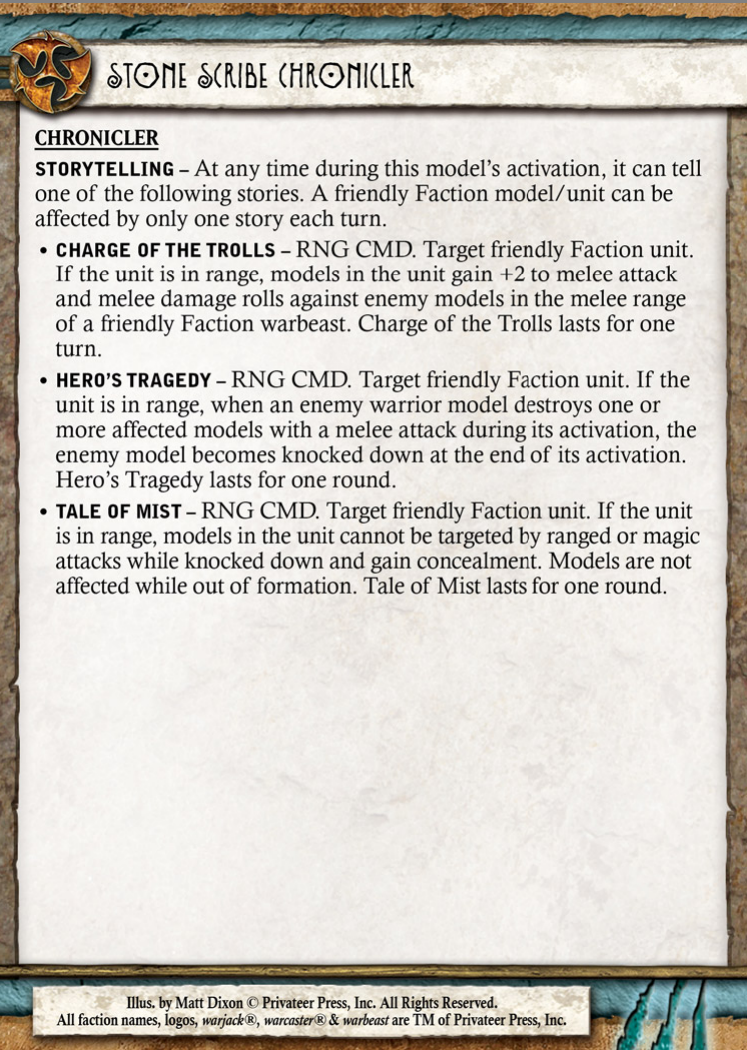 STONE SCRIBE CHRONICLER
CHRONICLER
STORYTELLING – At any time during this model's activation, it can tell
one of the following stories. A friendly Faction model/unit can be
affected by only one story each turn.
• CHARGE OF THE TROLLS – RNG CMD. Target friendly Faction unit.
If the unit is in range, models in the unit gain +2 to melee attack
and melee damage rolls against enemy models in the melee range
of a friendly Faction warbeast. Charge of the Trolls lasts for one
turn.
• HERO'S TRAGEDY – RNG CMD. Target friendly Faction unit. If the
unit is in range, when an enemy warrior model destroys one or
more affected models with a melee attack during its activation, the
enemy model becomes knocked down at the end of its activation.
Hero's Tragedy lasts for one round.
• TALE OF MIST – RNG CMD. Target friendly Faction unit. If the unit
is in range, models in the unit cannot be targeted by ranged or magic
attacks while knocked down and gain concealment. Models are not
affected while out of formation. Tale of Mist lasts for one round.
Illus. by Matt Dixon © Privateer Press, Inc. All Rights Reserved.
All faction names, logos, warjack®, warcaster® & warbeast are TM of Privateer Press, Inc.